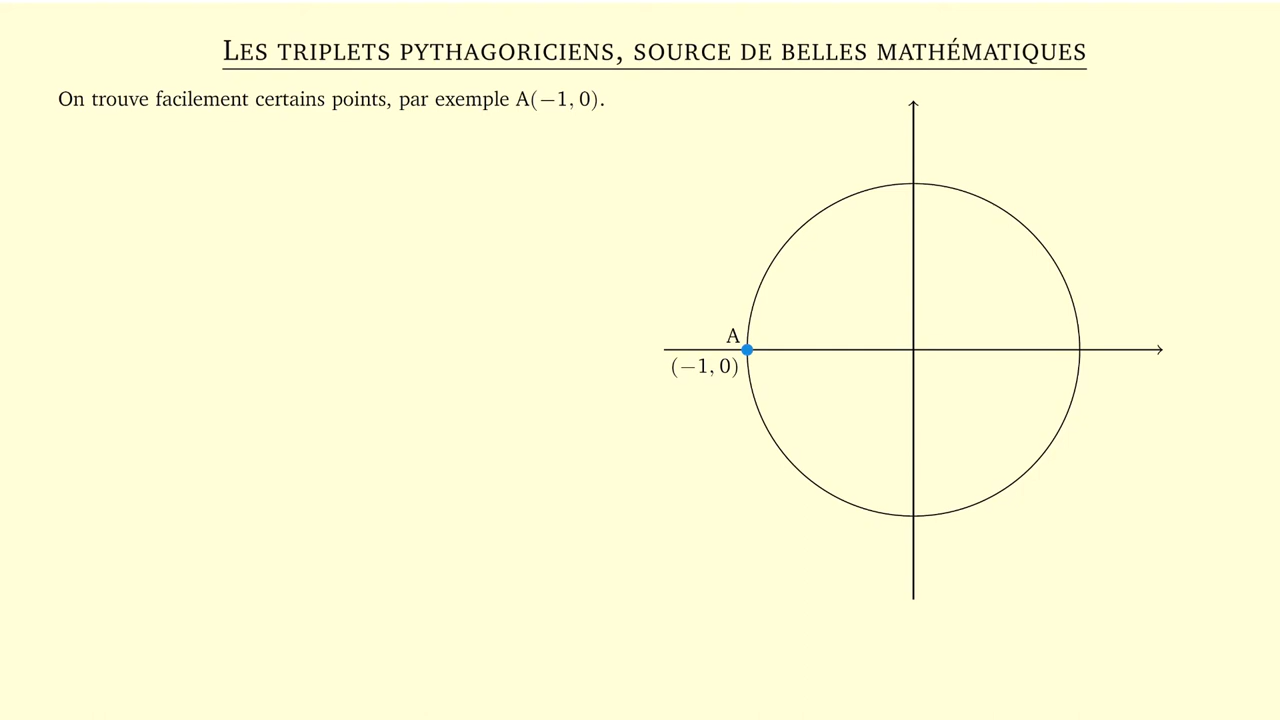 LES TRIPLETS PYTHAGORICIENS, SOURCE DE BELLES MATHÉMATIQUES
On trouve facilement certains points, par exemple A(−1, 0).
A
(−1, 0)